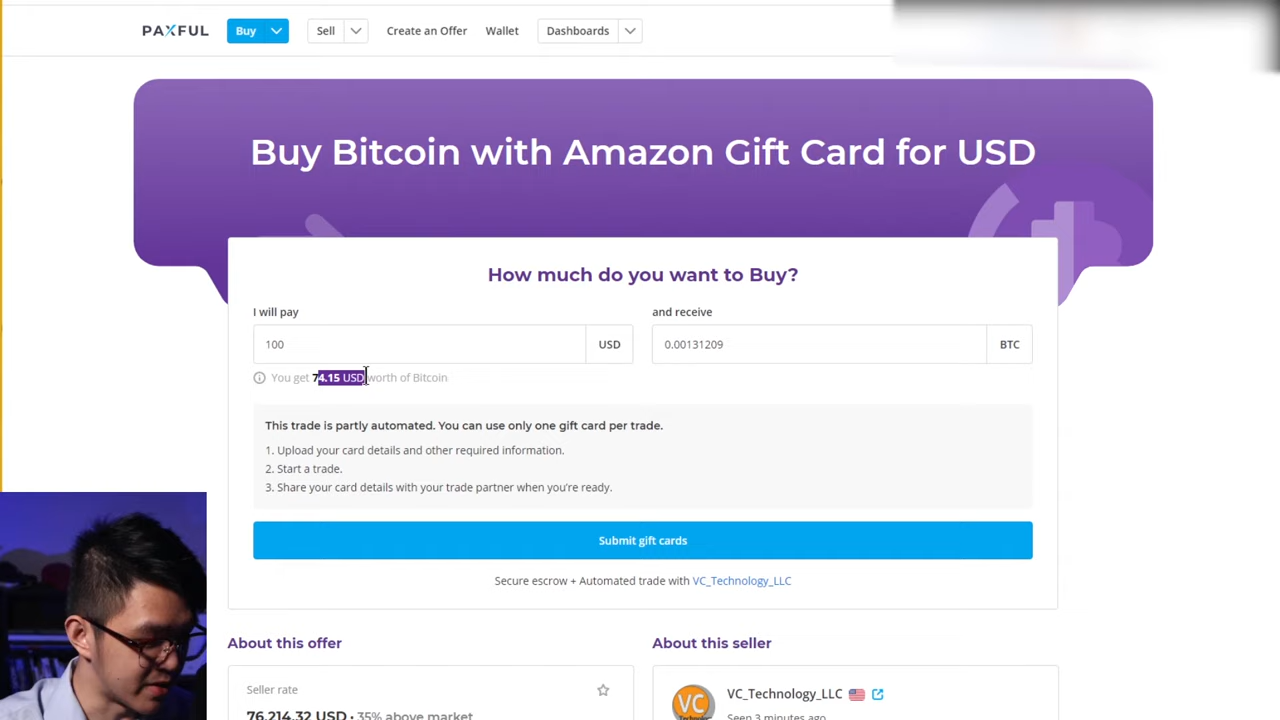 PAXFUL
Buy
Sell
Create an Offer
Wallet
Dashboards
Buy Bitcoin with Amazon Gift Card for USD
How much do you want to Buy?
I will pay
and receive
100
USD
0.00131209
BTC
You get 74.15 USD worth of Bitcoin
This trade is partly automated. You can use only one gift card per trade.
1. Upload your card details and other required information.
2. Start a trade.
3. Share your card details with your trade partner when you're ready.
Submit gift cards
Secure escrow + Automated trade with VC_Technology_LLC
About this offer
About this seller
Seller rate
76,214.32 USD · 35% above market
VC
VC_Technology_LLC
Seen 3 minutes ago